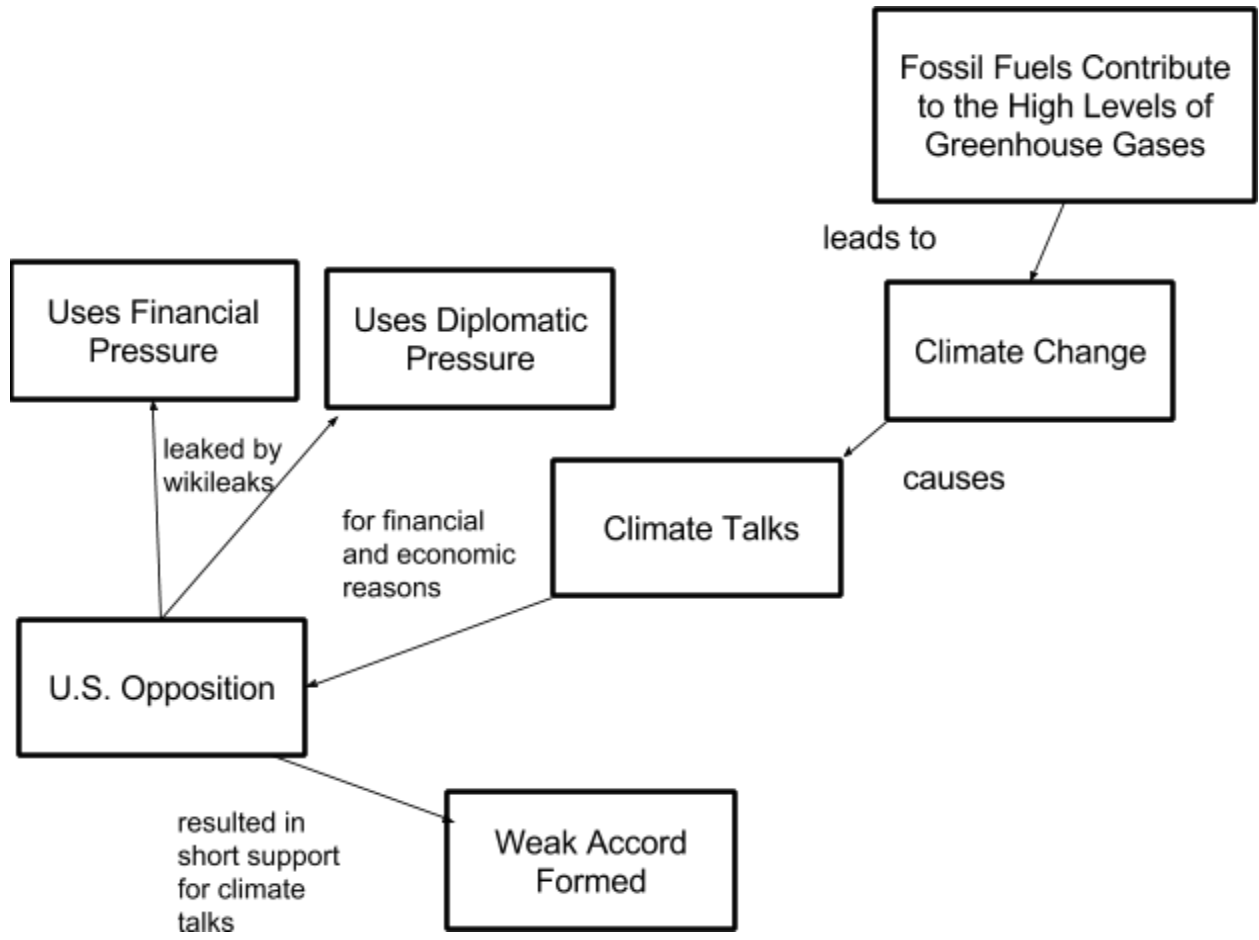 Fossil Fuels Contribute
to the High Levels of
Greenhouse Gases
leads to
Climate Change
causes
Uses Financial
Pressure
Uses Diplomatic
Pressure
leaked by
wikileaks
for financial
and economic
reasons
Climate Talks
U.S. Opposition
resulted in
short support
for climate
talks
Weak Accord
Formed